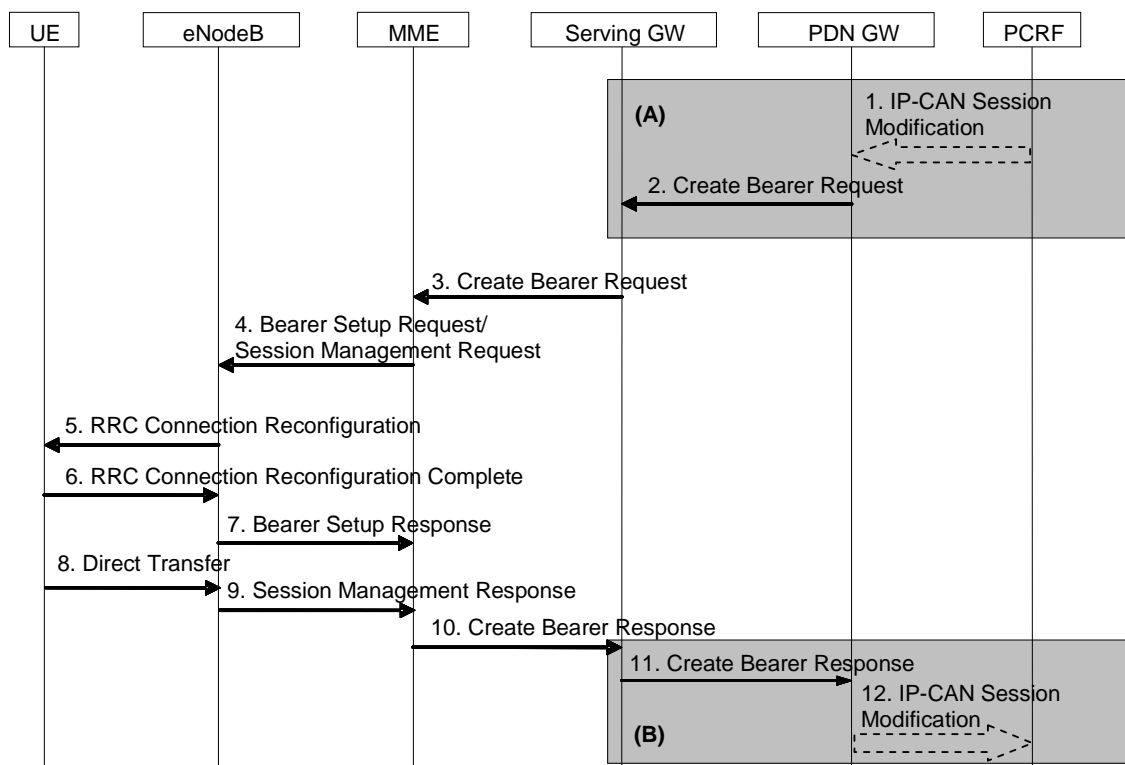 UE eNodeB MME Serving GW PDN GW PCRF
(A)
1. IP-CAN Session
Modification
2. Create Bearer Request
3. Create Bearer Request
4. Bearer Setup Request/
Session Management Request
5. RRC Connection Reconfiguration
6. RRC Connection Reconfiguration Complete
7. Bearer Setup Response
8. Direct Transfer
9. Session Management Response
10. Create Bearer Response
11. Create Bearer Response
12. IP-CAN Session
Modification
(B)